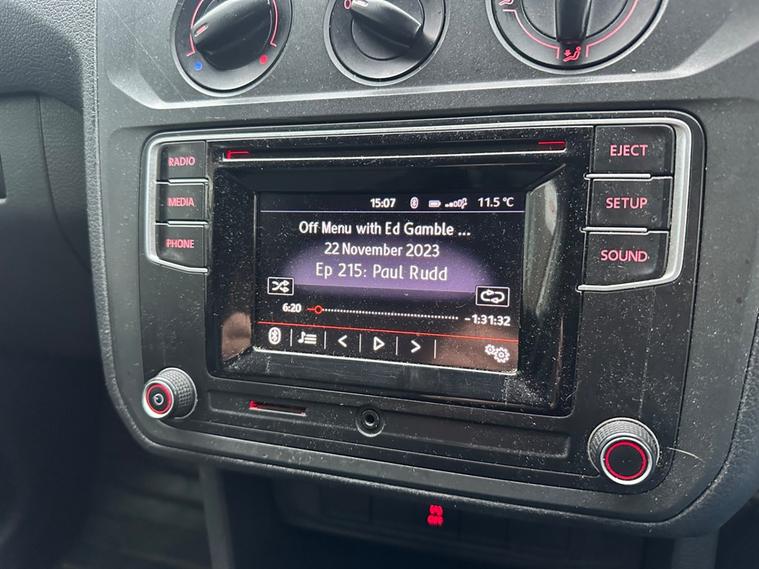 RADIO
MEDIA
PHONE
EJECT
SETUP
SOUND
15:07 11.5 °C
Off Menu with Ed Gamble ...
22 November 2023
Ep 215: Paul Rudd
6:20 -1:31:32